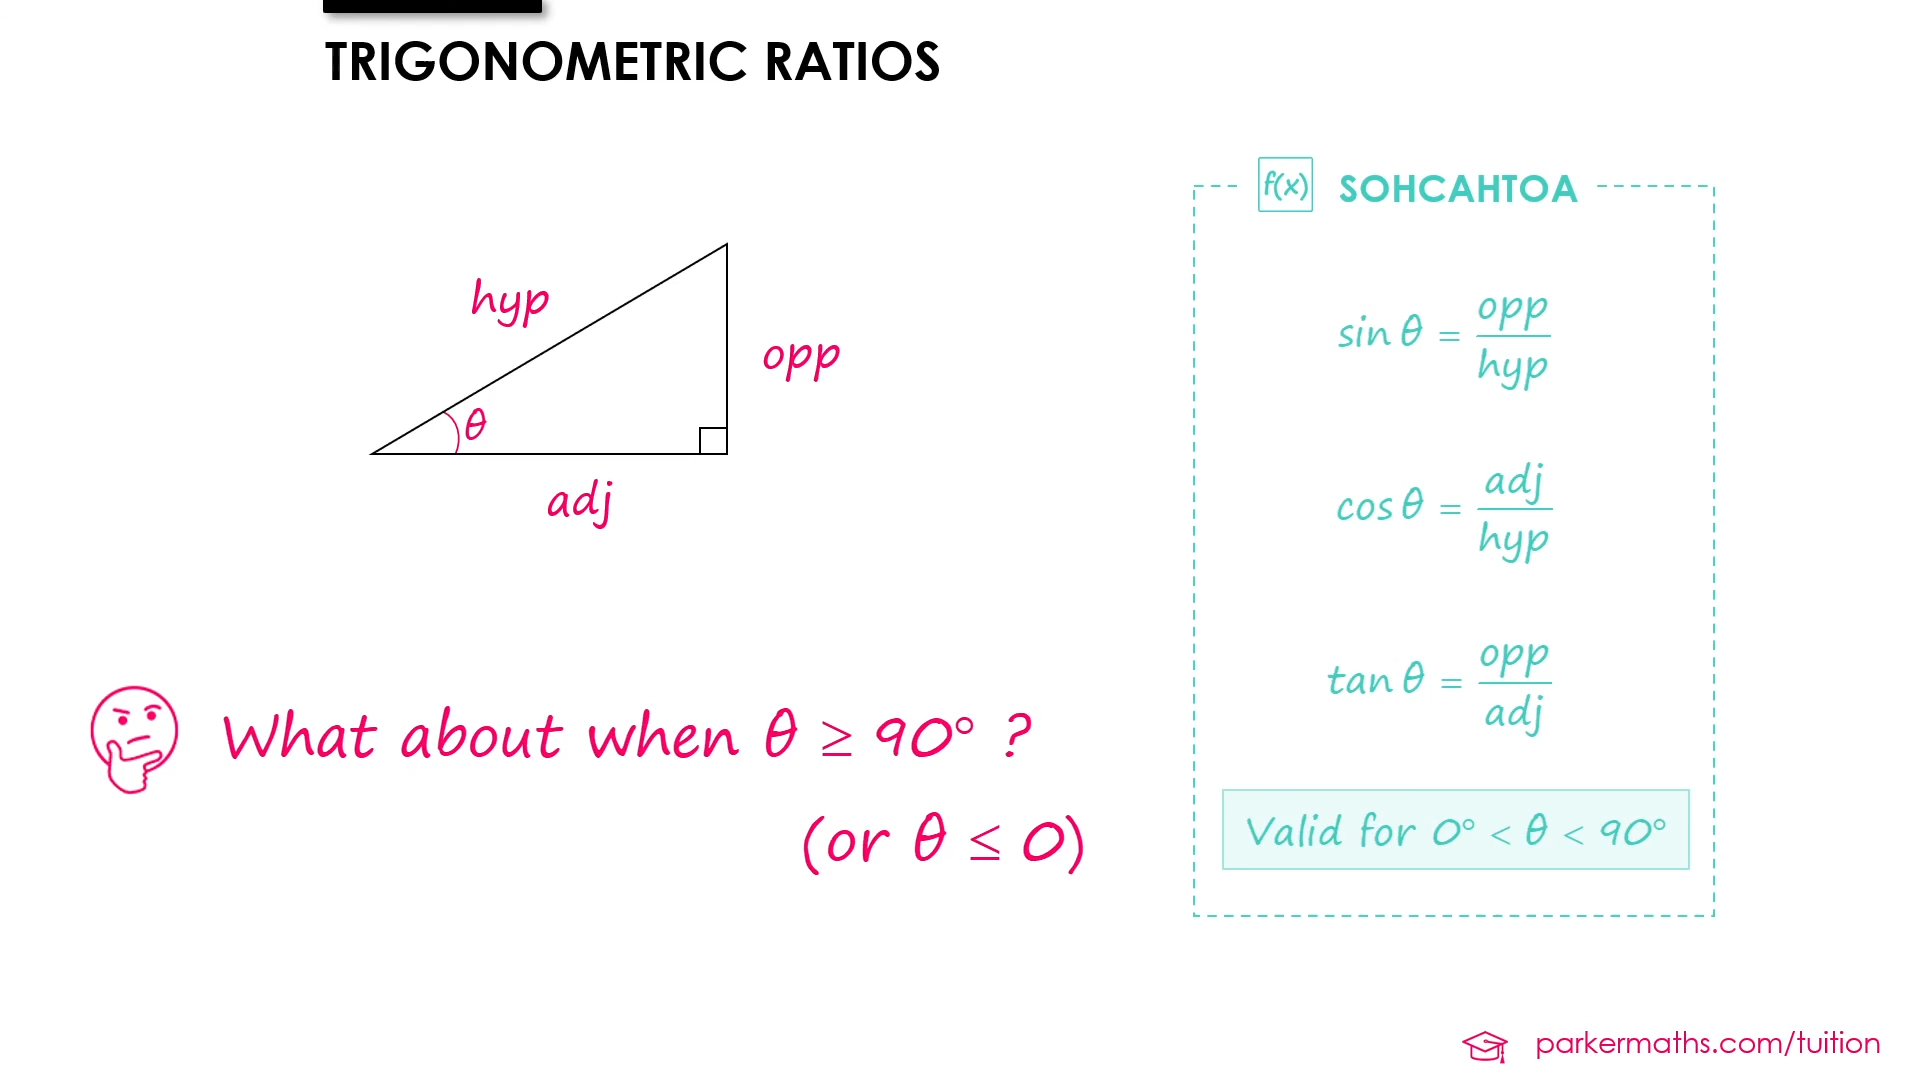 TRIGONOMETRIC RATIOS
hyp
opp
θ
adj
What about when θ ≥ 90° ?
(or θ ≤ 0)
f(x) SOHCAHTOA
sin θ = opp/hyp
cos θ = adj/hyp
tan θ = opp/adj
Valid for 0° < θ < 90°
parkermaths.com/tuition